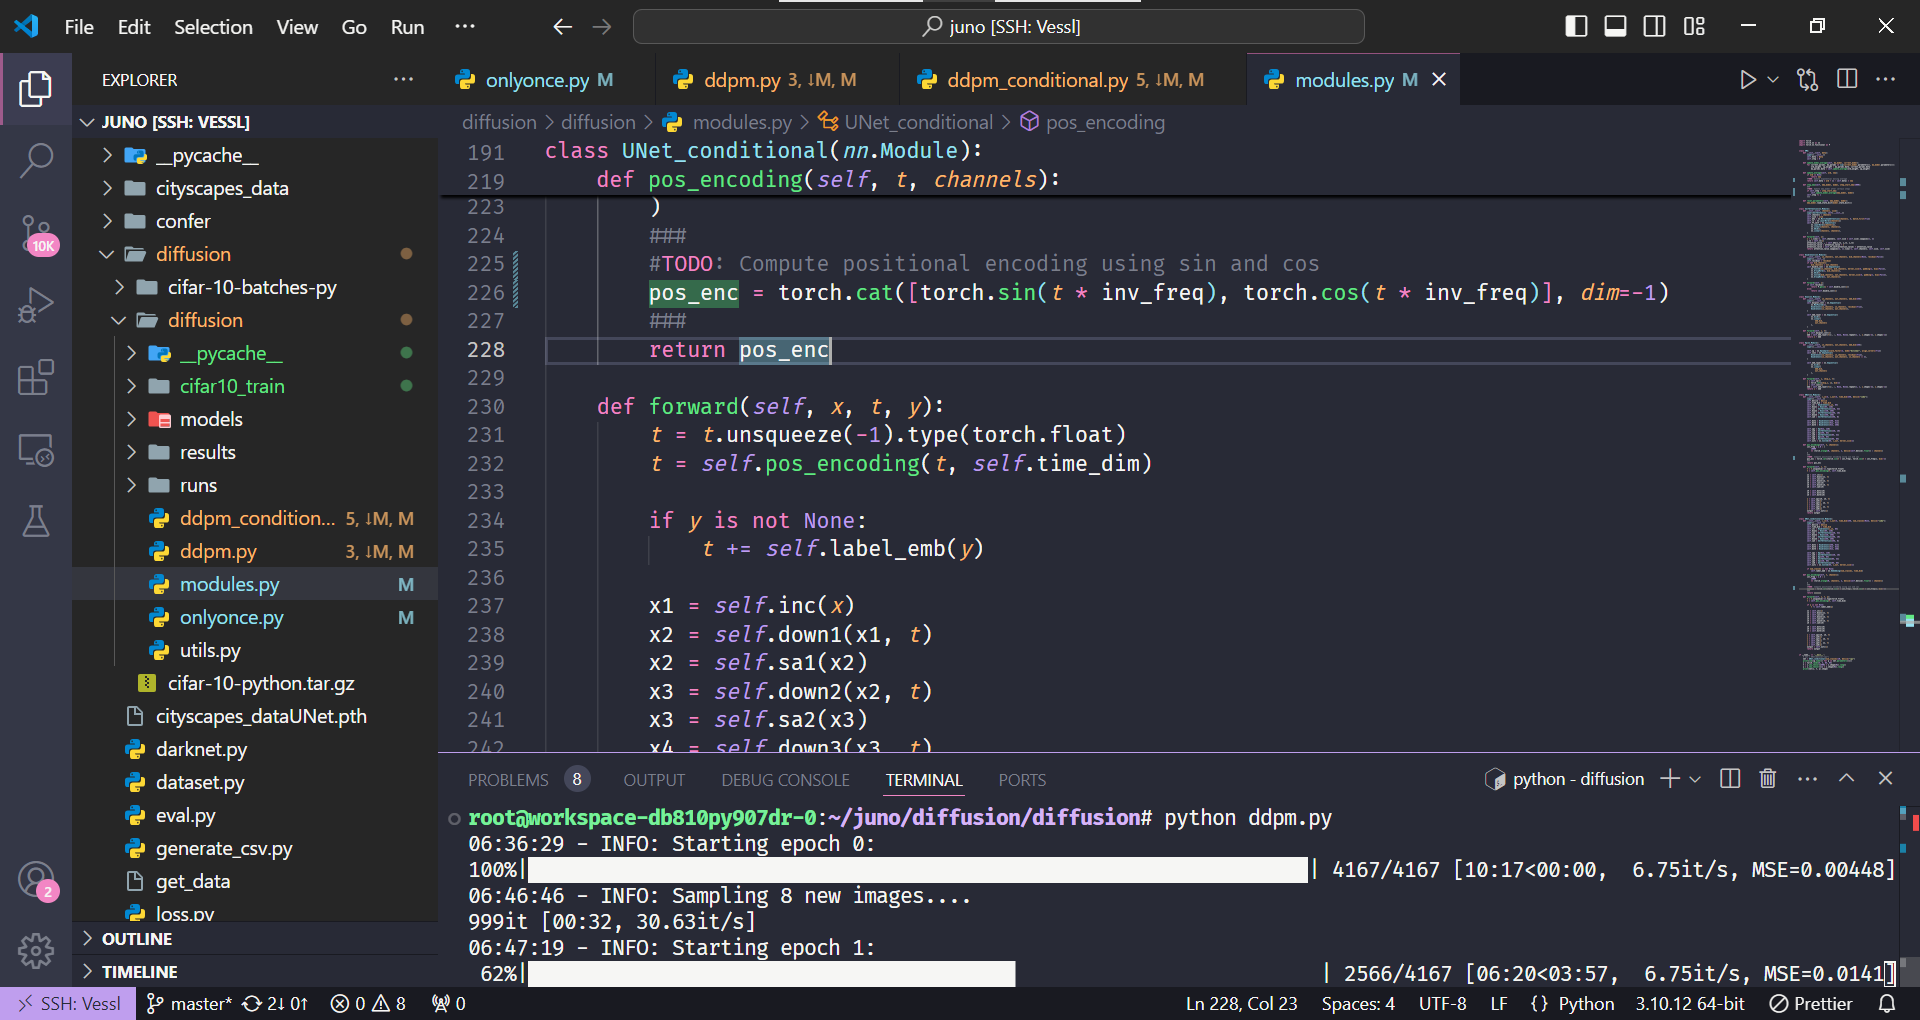 File Edit Selection View Go Run ···
juno [SSH: Vessl]
EXPLORER ···
JUNO [SSH: VESSL]
__pycache__
cityscapes_data
confer
diffusion
cifar-10-batches-py
diffusion
__pycache__
cifar10_train
models
results
runs
ddpm_condition... 5, ↓M, M
ddpm.py 3, ↓M, M
modules.py M
onlyonce.py M
utils.py
cifar-10-python.tar.gz
cityscapes_dataUNet.pth
darknet.py
dataset.py
eval.py
generate_csv.py
get_data
loss.py
OUTLINE
TIMELINE
10K
2
onlyonce.py M
ddpm.py 3, ↓M, M
ddpm_conditional.py 5, ↓M, M
modules.py M
diffusion > diffusion > modules.py > UNet_conditional > pos_encoding
191 class UNet_conditional(nn.Module):
219 def pos_encoding(self, t, channels):
223 )
224 ###
225 #TODO: Compute positional encoding using sin and cos
226 pos_enc = torch.cat([torch.sin(t * inv_freq), torch.cos(t * inv_freq)], dim=-1)
227 ###
228 return pos_enc
229
230 def forward(self, x, t, y):
231 t = t.unsqueeze(-1).type(torch.float)
232 t = self.pos_encoding(t, self.time_dim)
233
234 if y is not None:
235 t += self.label_emb(y)
236
237 x1 = self.inc(x)
238 x2 = self.down1(x1, t)
239 x2 = self.sa1(x2)
240 x3 = self.down2(x2, t)
241 x3 = self.sa2(x3)
242 x4 = self.down3(x3, t)
PROBLEMS 8 OUTPUT DEBUG CONSOLE TERMINAL PORTS
python - diffusion
root@workspace-db810py907dr-0:~/juno/diffusion/diffusion# python ddpm.py
06:36:29 - INFO: Starting epoch 0:
100%| | 4167/4167 [10:17<00:00, 6.75it/s, MSE=0.00448]
06:46:46 - INFO: Sampling 8 new images....
999it [00:32, 30.63it/s]
06:47:19 - INFO: Starting epoch 1:
62%| | 2566/4167 [06:20<03:57, 6.75it/s, MSE=0.0141]
SSH: Vessl master* 2↓ 0↑ 0 8 0
Ln 228, Col 23 Spaces: 4 UTF-8 LF {} Python 3.10.12 64-bit Prettier